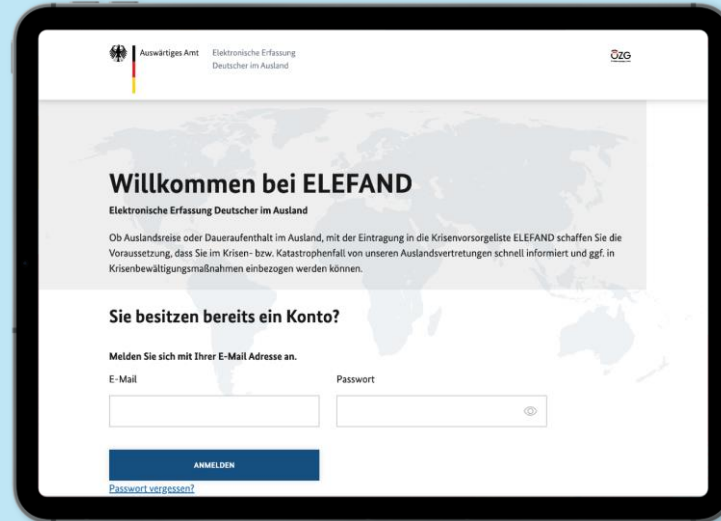 Auswärtiges Amt
Elektronische Erfassung
Deutscher im Ausland
ÖZG
Willkommen bei ELEFAND
Elektronische Erfassung Deutscher im Ausland
Ob Auslandsreise oder Daueraufenthalt im Ausland, mit der Eintragung in die Krisenvorsorgeliste ELEFAND schaffen Sie die
Voraussetzung, dass Sie im Krisen- bzw. Katastrophenfall von unseren Auslandsvertretungen schnell informiert und ggf. in
Krisenbewältigungsmaßnahmen einbezogen werden können.
Sie besitzen bereits ein Konto?
Melden Sie sich mit Ihrer E-Mail Adresse an.
E-Mail
Passwort
ANMELDEN
Passwort vergessen?